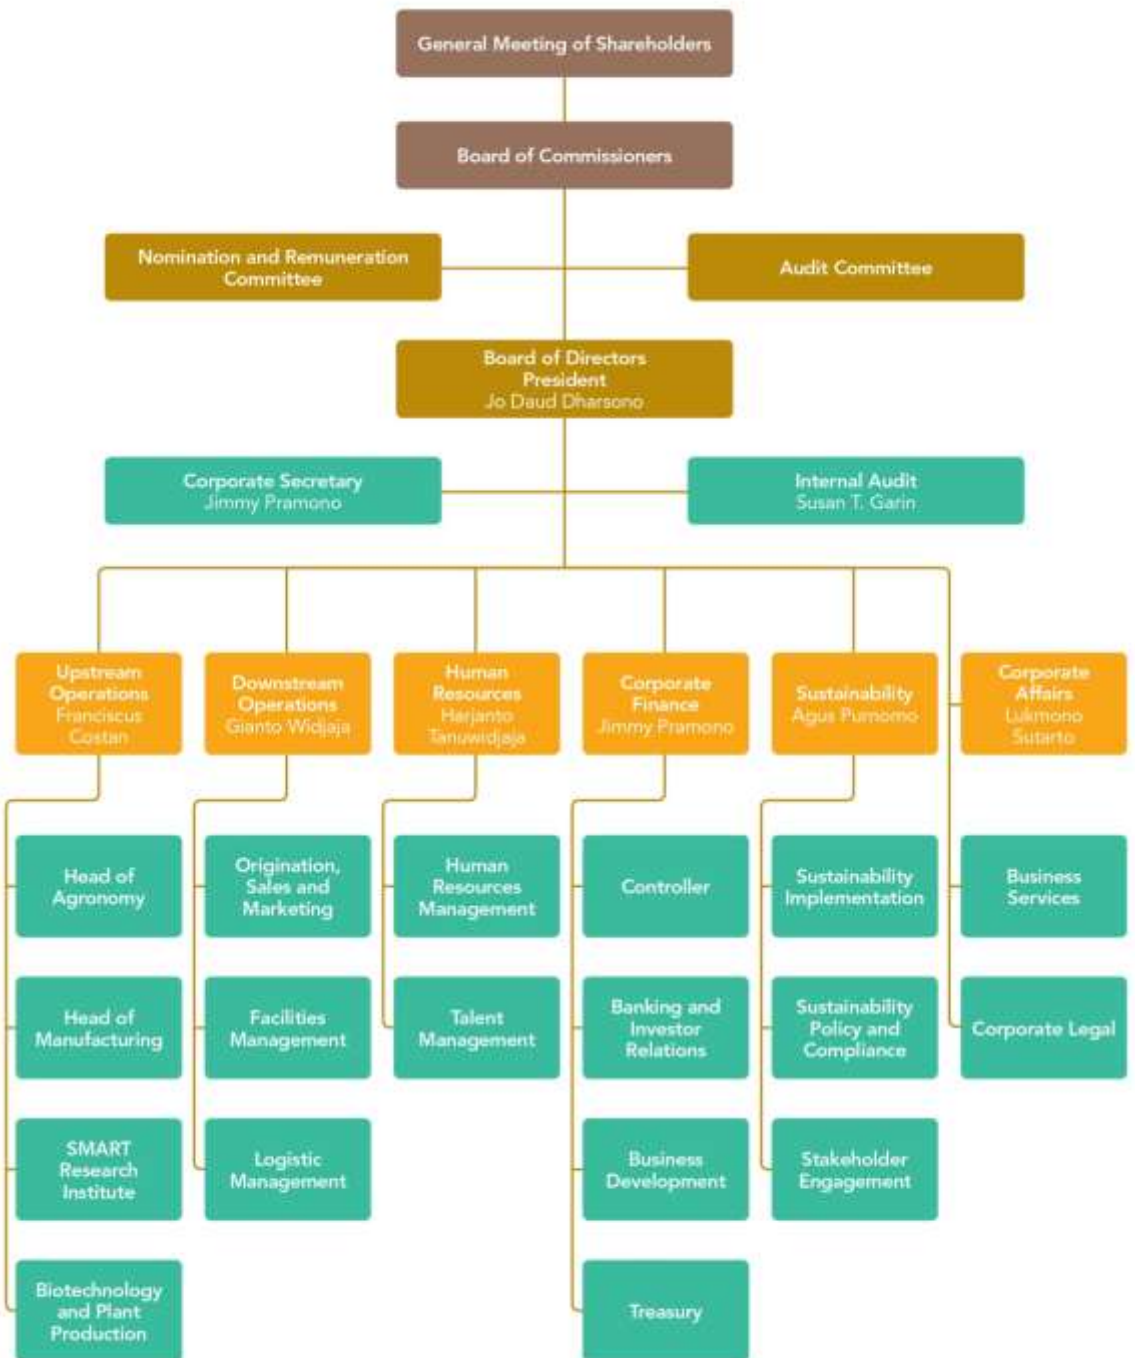 General Meeting of Shareholders
Board of Commissioners
Nomination and Remuneration
Committee
Audit Committee
Board of Directors
President
Jo Daud Dharsono
Corporate Secretary
Jimmy Pramono
Internal Audit
Susan T. Garin
Upstream
Operations
Franciscus
Costan
Downstream
Operations
Gianto Widjaja
Human
Resources
Harjanto
Tanuwidjaja
Corporate
Finance
Jimmy Pramono
Sustainability
Agus Purnomo
Corporate
Affairs
Lukmono
Sutarto
Head of
Agronomy
Origination,
Sales and
Marketing
Human
Resources
Management
Controller
Sustainability
Implementation
Business
Services
Head of
Manufacturing
Facilities
Management
Talent
Management
Banking and
Investor
Relations
Sustainability
Policy and
Compliance
Corporate Legal
SMART
Research
Institute
Logistic
Management
Business
Development
Stakeholder
Engagement
Biotechnology
and Plant
Production
Treasury